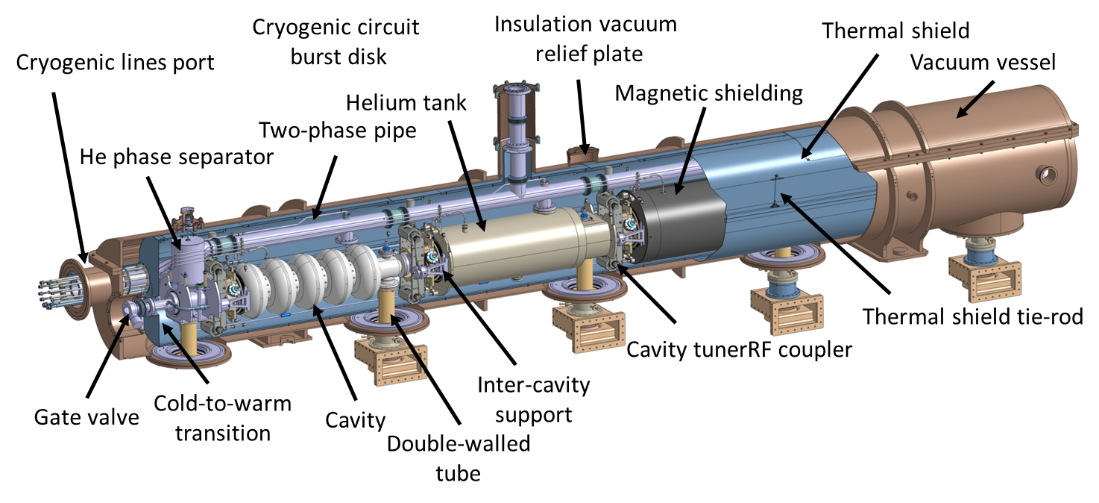 Cryogenic lines port
Cryogenic circuit
burst disk
Insulation vacuum
relief plate
Thermal shield
Vacuum vessel
Helium tank
Magnetic shielding
Two-phase pipe
He phase separator
Thermal shield tie-rod
Cavity tunerRF coupler
Inter-cavity
support
Gate valve
Cold-to-warm
transition
Cavity
Double-walled
tube